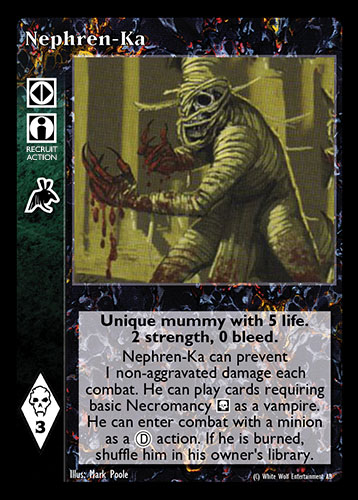 Nephren-Ka
RECRUIT
ACTION
3
Unique mummy with 5 life.
2 strength, 0 bleed.
Nephren-Ka can prevent
1 non-aggravated damage each
combat. He can play cards requiring
basic Necromancy as a vampire.
He can enter combat with a minion
as a Ⓓ action. If he is burned,
shuffle him in his owner's library.
Illus: Mark Poole
(C) White Wolf Entertainment AB